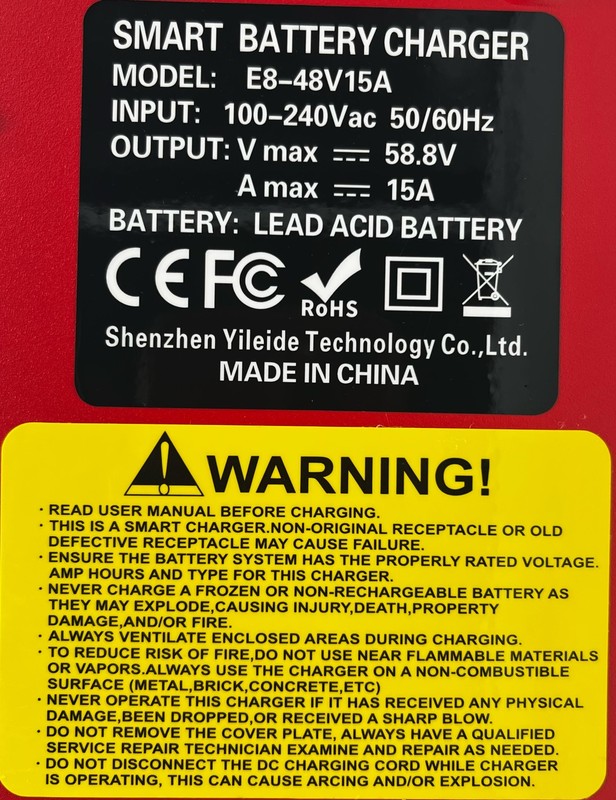 SMART BATTERY CHARGER
MODEL: E8-48V15A
INPUT: 100-240Vac 50/60Hz
OUTPUT: V max ⎓ 58.8V
A max ⎓ 15A
BATTERY: LEAD ACID BATTERY
CE FC RoHS
Shenzhen Yileide Technology Co.,Ltd.
MADE IN CHINA
WARNING!
· READ USER MANUAL BEFORE CHARGING.
· THIS IS A SMART CHARGER.NON-ORIGINAL RECEPTACLE OR OLD
DEFECTIVE RECEPTACLE MAY CAUSE FAILURE.
· ENSURE THE BATTERY SYSTEM HAS THE PROPERLY RATED VOLTAGE.
AMP HOURS AND TYPE FOR THIS CHARGER.
· NEVER CHARGE A FROZEN OR NON-RECHARGEABLE BATTERY AS
THEY MAY EXPLODE,CAUSING INJURY,DEATH,PROPERTY
DAMAGE,AND/OR FIRE.
· ALWAYS VENTILATE ENCLOSED AREAS DURING CHARGING.
· TO REDUCE RISK OF FIRE,DO NOT USE NEAR FLAMMABLE MATERIALS
OR VAPORS.ALWAYS USE THE CHARGER ON A NON-COMBUSTIBLE
SURFACE (METAL,BRICK,CONCRETE,ETC)
· NEVER OPERATE THIS CHARGER IF IT HAS RECEIVED ANY PHYSICAL
DAMAGE,BEEN DROPPED,OR RECEIVED A SHARP BLOW.
· DO NOT REMOVE THE COVER PLATE, ALWAYS HAVE A QUALIFIED
SERVICE REPAIR TECHNICIAN EXAMINE AND REPAIR AS NEEDED.
· DO NOT DISCONNECT THE DC CHARGING CORD WHILE CHARGER
IS OPERATING, THIS CAN CAUSE ARCING AND/OR EXPLOSION.